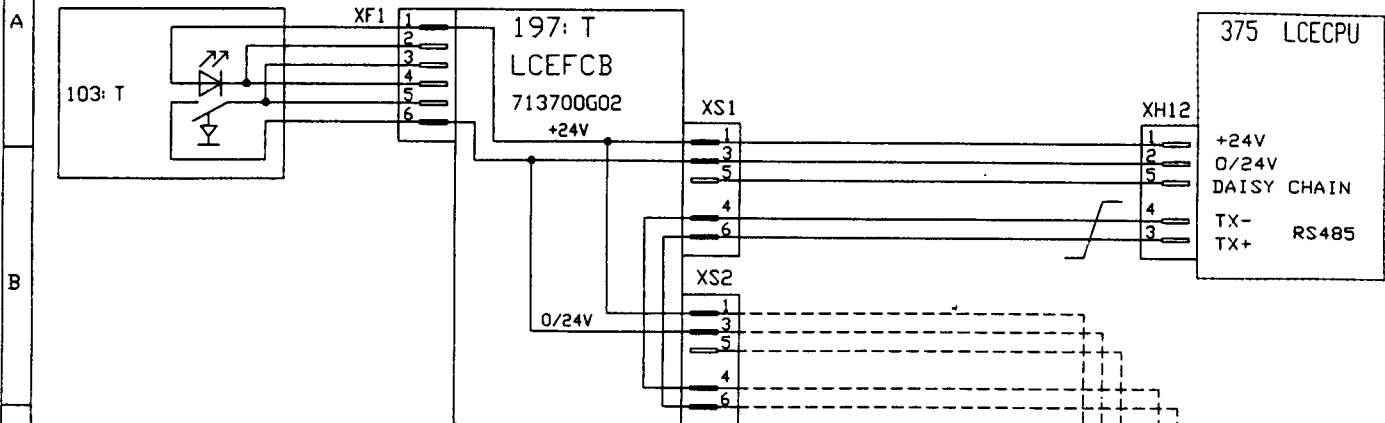 A
B
103: T
XF1
1
2
3
4
5
6
197: T
LCEFCB
713700G02
+24V
0/24V
XS1
1
3
5
4
6
XS2
1
3
5
4
6
375 LCECPU
XH12
1 +24V
2 0/24V
5 DAISY CHAIN
4 TX-
3 TX+
RS485